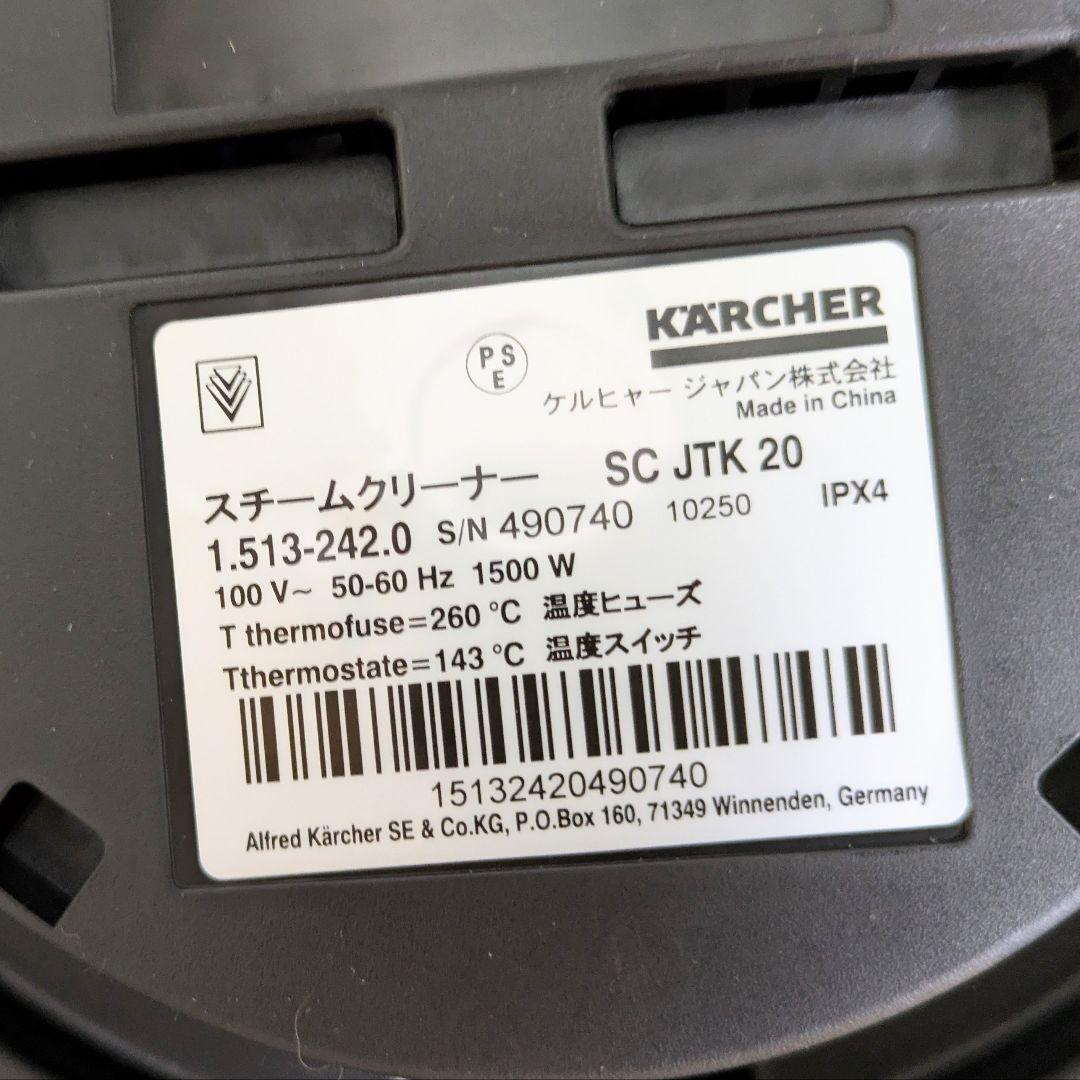 KÄRCHER
PS
E
ケルヒャー ジャパン株式会社
Made in China
スチームクリーナー SC JTK 20
1.513-242.0 S/N 490740 10250 IPX4
100 V~ 50-60 Hz 1500 W
T thermofuse=260 °C 温度ヒューズ
Tthermostate=143 °C 温度スイッチ
15132420490740
Alfred Kärcher SE & Co.KG, P.O.Box 160, 71349 Winnenden, Germany